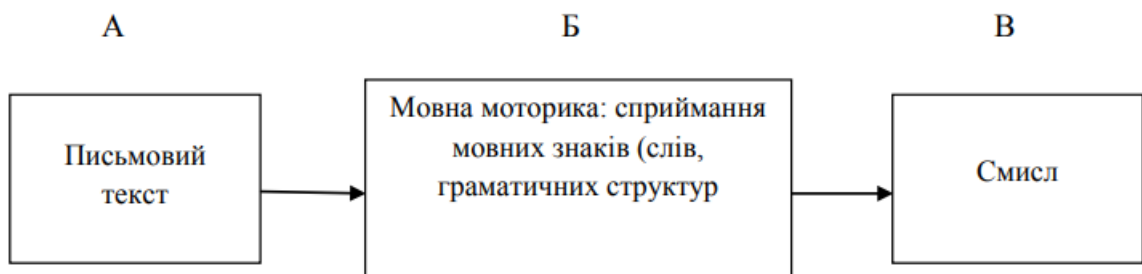 А
Б
В
Письмовий
текст
Мовна моторика: сприймання
мовних знаків (слів,
граматичних структур
Смисл